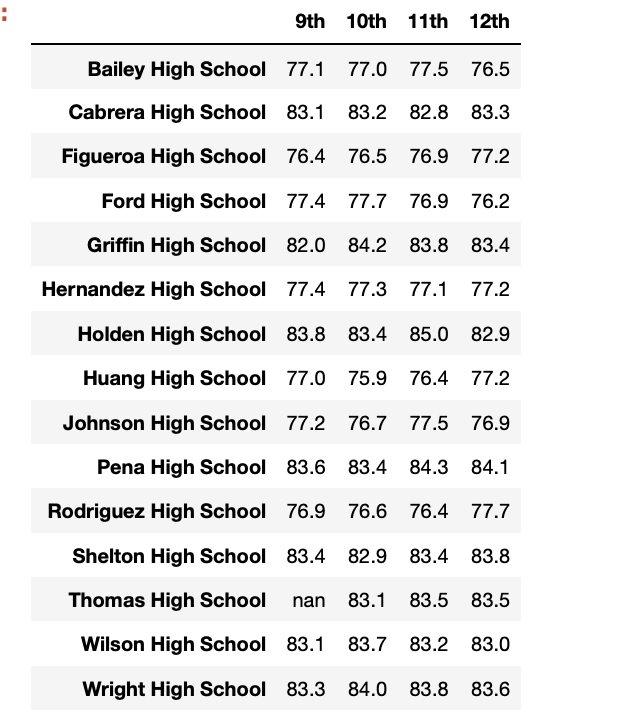 :
9th 10th 11th 12th
Bailey High School 77.1 77.0 77.5 76.5
Cabrera High School 83.1 83.2 82.8 83.3
Figueroa High School 76.4 76.5 76.9 77.2
Ford High School 77.4 77.7 76.9 76.2
Griffin High School 82.0 84.2 83.8 83.4
Hernandez High School 77.4 77.3 77.1 77.2
Holden High School 83.8 83.4 85.0 82.9
Huang High School 77.0 75.9 76.4 77.2
Johnson High School 77.2 76.7 77.5 76.9
Pena High School 83.6 83.4 84.3 84.1
Rodriguez High School 76.9 76.6 76.4 77.7
Shelton High School 83.4 82.9 83.4 83.8
Thomas High School nan 83.1 83.5 83.5
Wilson High School 83.1 83.7 83.2 83.0
Wright High School 83.3 84.0 83.8 83.6